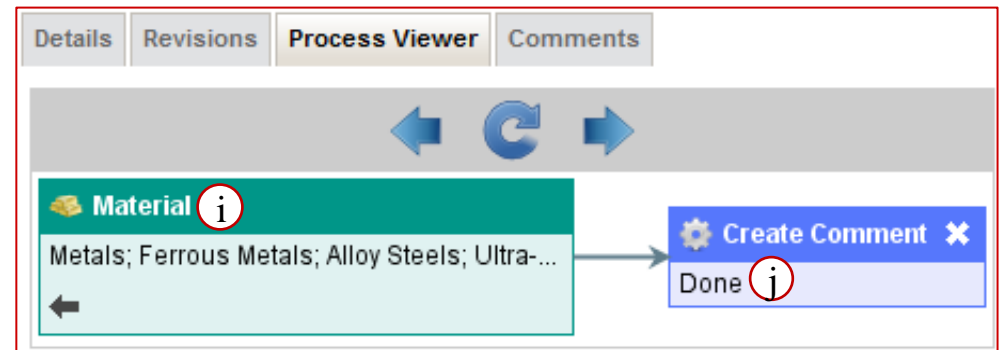 Details Revisions Process Viewer Comments
Material i
Metals; Ferrous Metals; Alloy Steels; Ultra-...
Create Comment
Done j